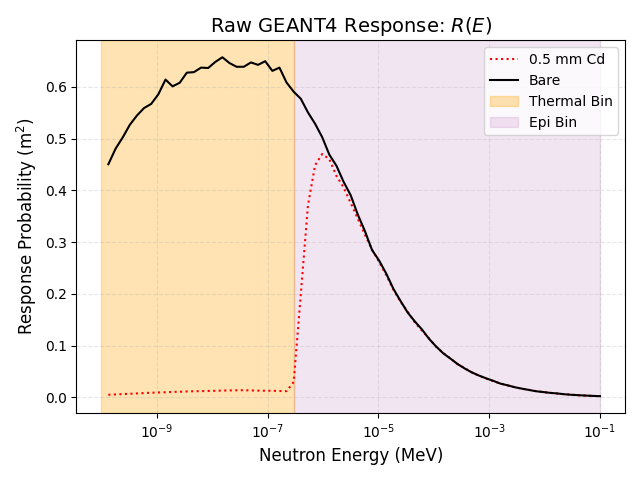 Raw GEANT4 Response: R(E)
Response Probability (m²)
0.6
0.5
0.4
0.3
0.2
0.1
0.0
0.5 mm Cd
Bare
Thermal Bin
Epi Bin
10⁻⁹
10⁻⁷
10⁻⁵
10⁻³
10⁻¹
Neutron Energy (MeV)